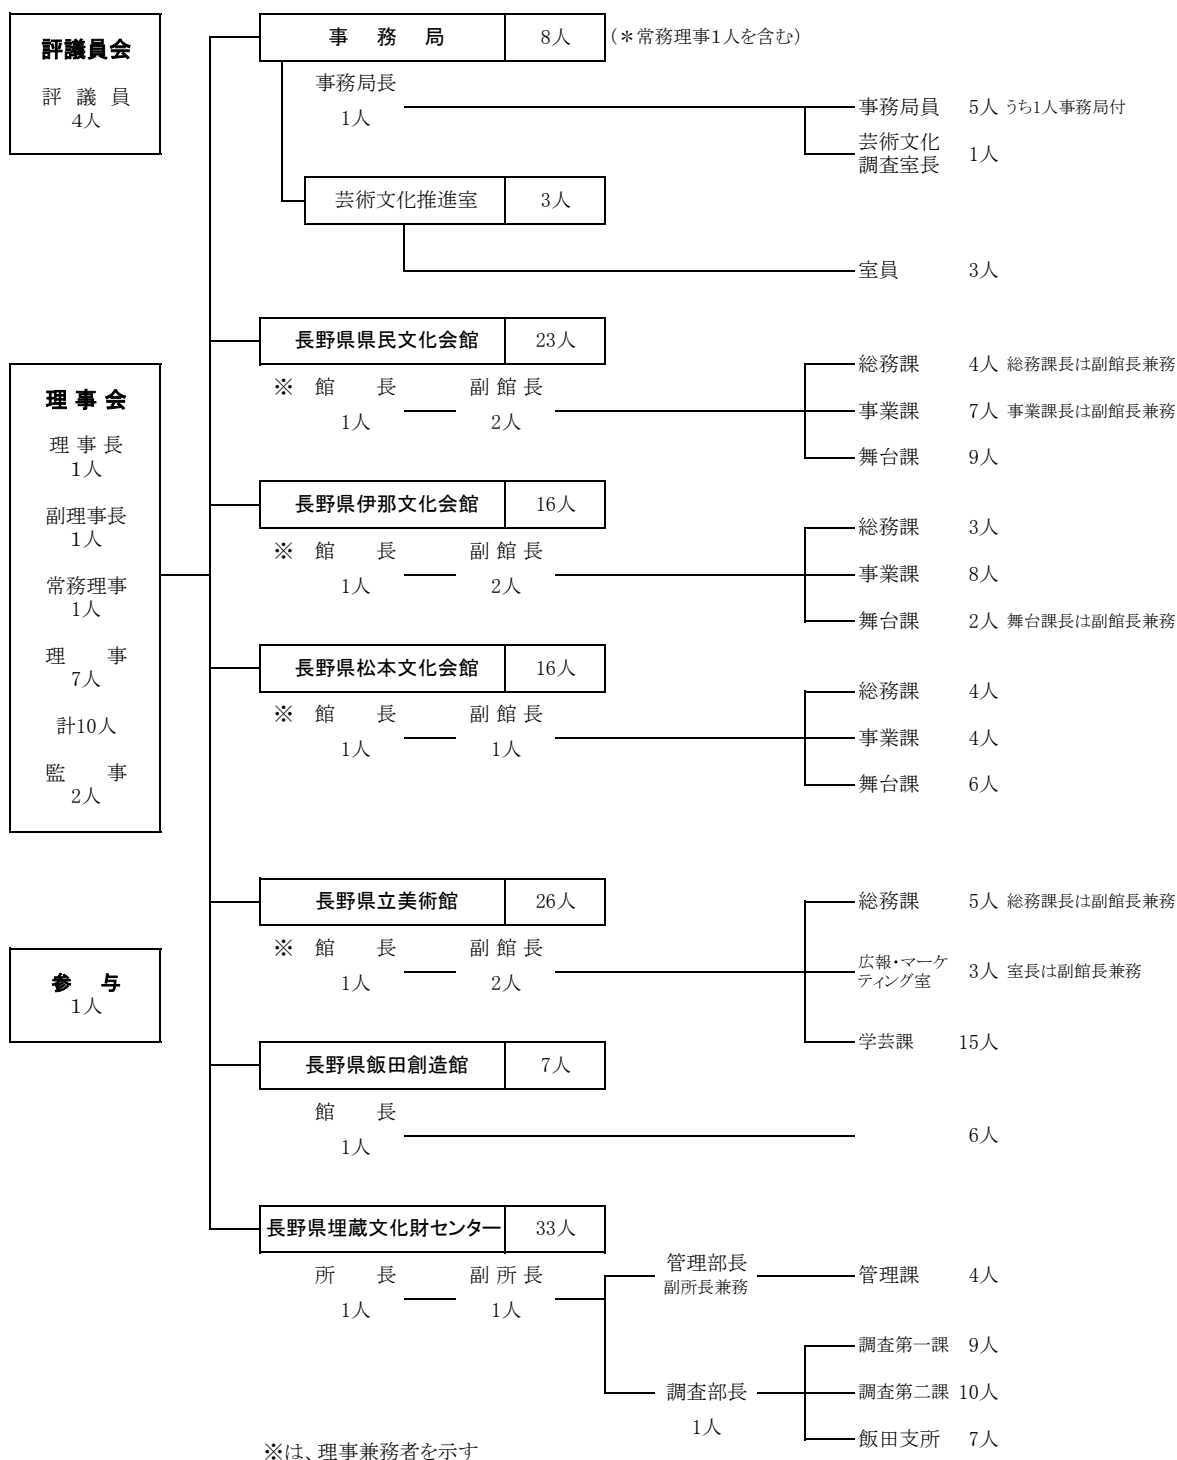 評議員会
評議員
4人
理事会
理事長
1人
副理事長
1人
常務理事
1人
理　事
7人
計10人
監　事
2人
参　与
1人
事　務　局 8人 (＊常務理事1人を含む)
事務局長
1人
事務局員 5人 うち1人事務局付
芸術文化
調査室長 1人
芸術文化推進室 3人
室員 3人
長野県県民文化会館 23人
※ 館　長 副館長
1人 2人
総務課 4人 総務課長は副館長兼務
事業課 7人 事業課長は副館長兼務
舞台課 9人
長野県伊那文化会館 16人
※ 館　長 副館長
1人 2人
総務課 3人
事業課 8人
舞台課 2人 舞台課長は副館長兼務
長野県松本文化会館 16人
※ 館　長 副館長
1人 1人
総務課 4人
事業課 4人
舞台課 6人
長野県立美術館 26人
※ 館　長 副館長
1人 2人
総務課 5人 総務課長は副館長兼務
広報・マーケ
ティング室 3人 室長は副館長兼務
学芸課 15人
長野県飯田創造館 7人
館　長
1人
6人
長野県埋蔵文化財センター 33人
所　長 副所長
1人 1人
管理部長
副所長兼務
管理課 4人
調査部長
1人
調査第一課 9人
調査第二課 10人
飯田支所 7人
※は、理事兼務者を示す